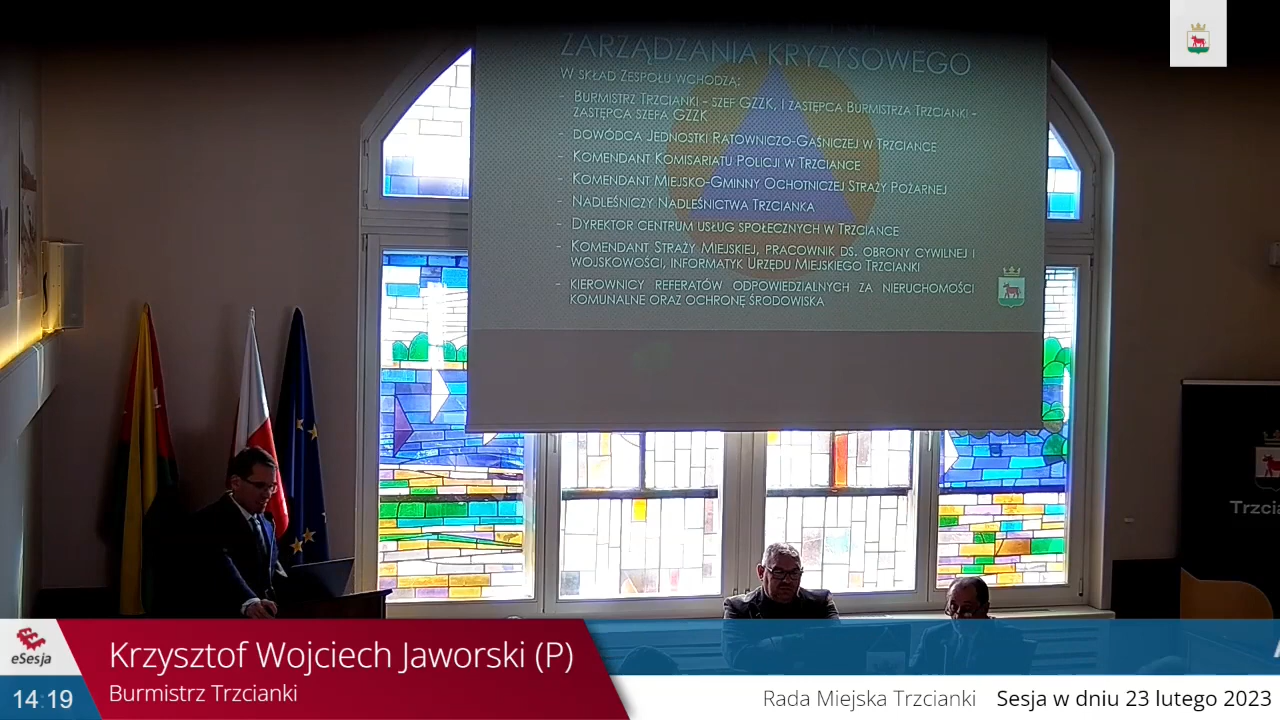 ZARZĄDZANIA KRYZYSOWEGO
W SKŁAD ZESPOŁU WCHODZĄ:
- BURMISTRZ TRZCIANKI - SZEF GZZK, I ZASTĘPCA BURMISTRZA TRZCIANKI -
ZASTĘPCA SZEFA GZZK
- DOWÓDCA JEDNOSTKI RATOWNICZO-GAŚNICZEJ W TRZCIANCE
- KOMENDANT KOMISARIATU POLICJI W TRZCIANCE
- KOMENDANT MIEJSKO-GMINNY OCHOTNICZEJ STRAŻY POŻARNEJ
- NADLEŚNICZY NADLEŚNICTWA TRZCIANKA
- DYREKTOR CENTRUM USŁUG SPOŁECZNYCH W TRZCIANCE
- KOMENDANT STRAŻY MIEJSKIEJ, PRACOWNIK DS. OBRONY CYWILNEJ I
WOJSKOWOŚCI, INFORMATYK URZĘDU MIEJSKIEGO TRZCIANKI
- KIEROWNICY REFERATÓW ODPOWIEDZIALNYCH ZA NIERUCHOMOŚCI
KOMUNALNE ORAZ OCHRONĘ ŚRODOWISKA
eSesja
14:19
Krzysztof Wojciech Jaworski (P)
Burmistrz Trzcianki
Rada Miejska Trzcianki Sesja w dniu 23 lutego 2023